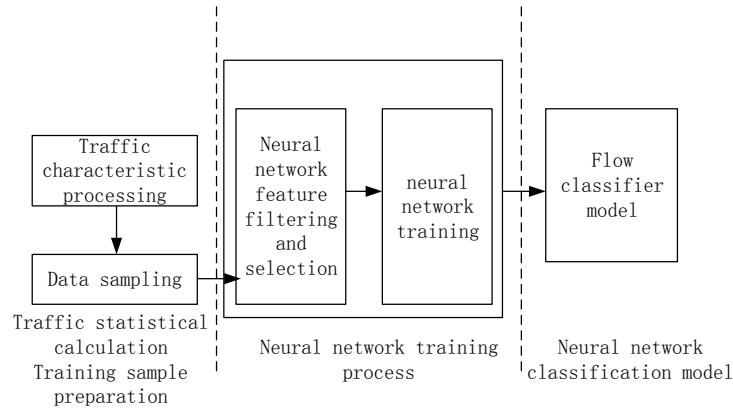 Traffic
characteristic
processing
Data sampling
Traffic statistical
calculation
Training sample
preparation
Neural
network
feature
filtering
and
selection
neural
network
training
Neural network training
process
Flow
classifier
model
Neural network
classification model